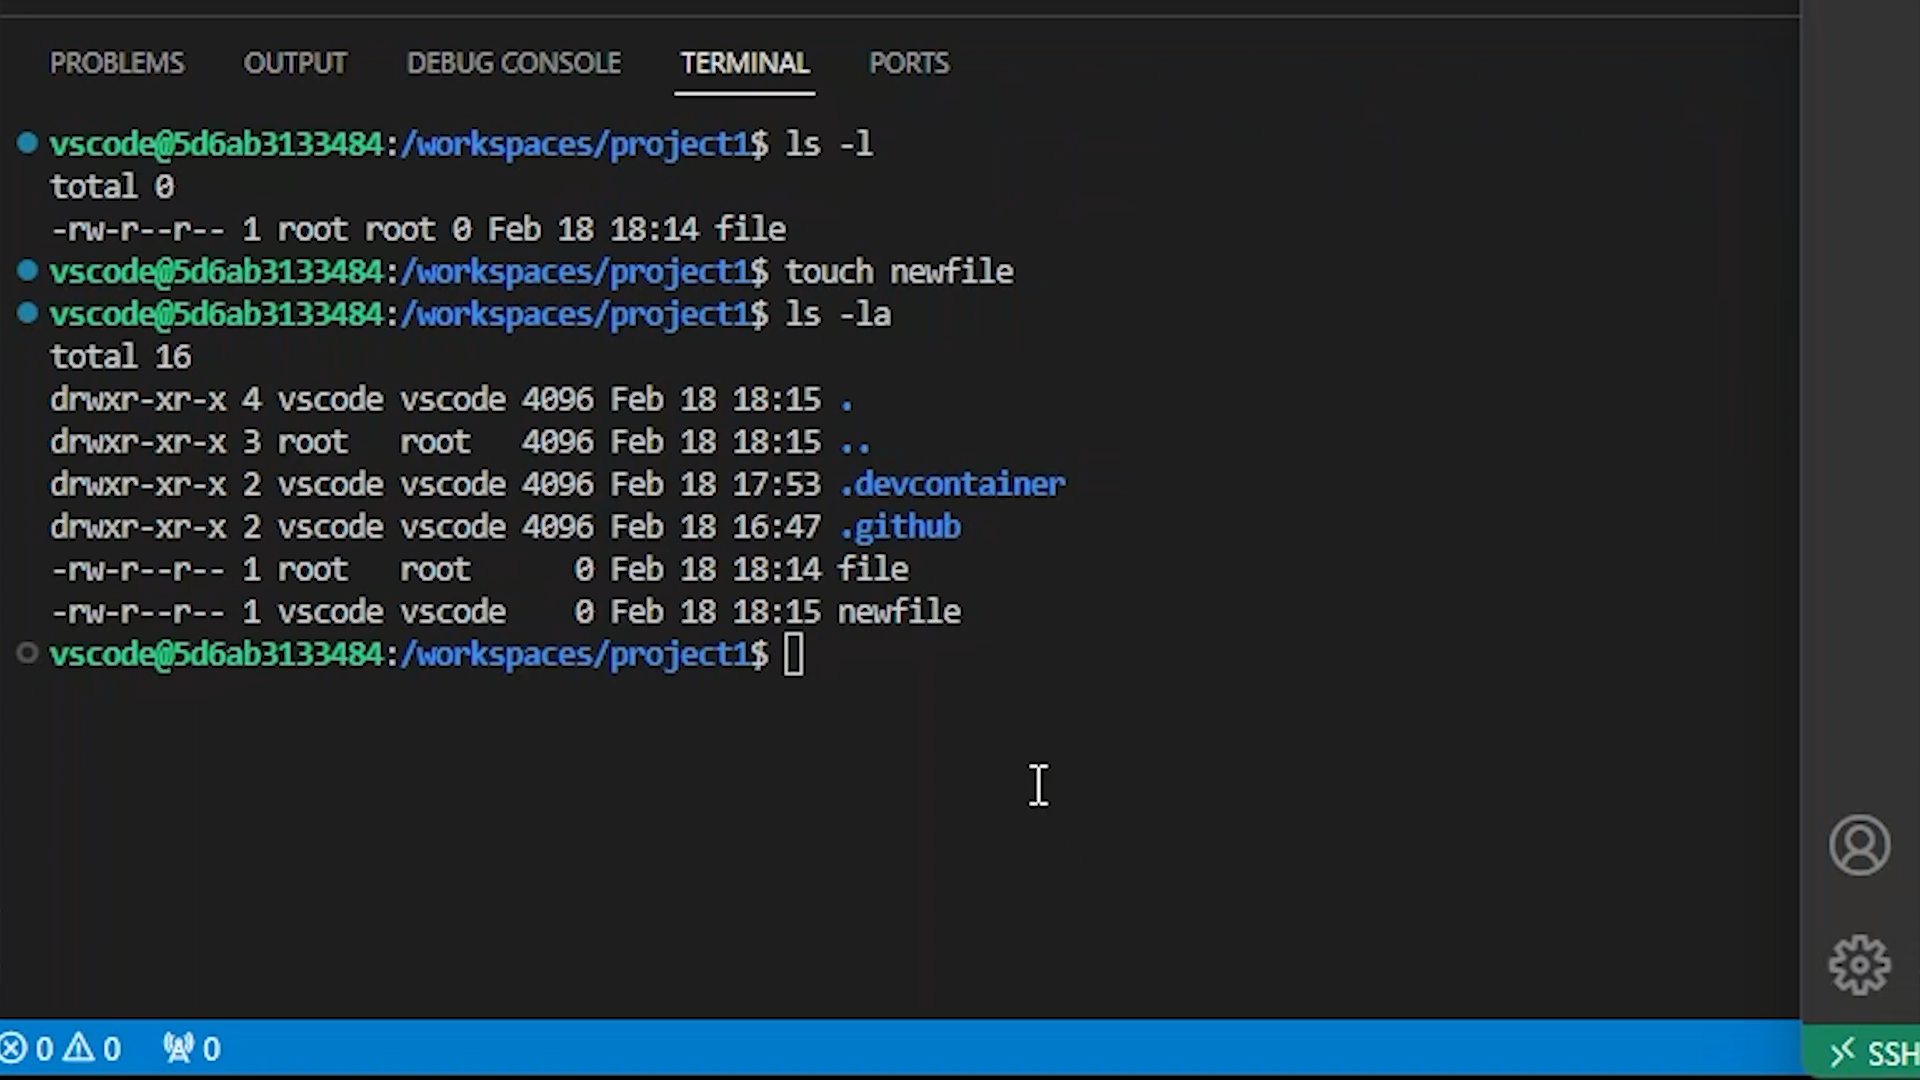 PROBLEMS OUTPUT DEBUG CONSOLE TERMINAL PORTS
vscode@5d6ab3133484:/workspaces/project1$ ls -l
total 0
-rw-r--r-- 1 root root 0 Feb 18 18:14 file
vscode@5d6ab3133484:/workspaces/project1$ touch newfile
vscode@5d6ab3133484:/workspaces/project1$ ls -la
total 16
drwxr-xr-x 4 vscode vscode 4096 Feb 18 18:15 .
drwxr-xr-x 3 root   root   4096 Feb 18 18:15 ..
drwxr-xr-x 2 vscode vscode 4096 Feb 18 17:53 .devcontainer
drwxr-xr-x 2 vscode vscode 4096 Feb 18 16:47 .github
-rw-r--r-- 1 root   root      0 Feb 18 18:14 file
-rw-r--r-- 1 vscode vscode    0 Feb 18 18:15 newfile
vscode@5d6ab3133484:/workspaces/project1$
0 0 0
SSH